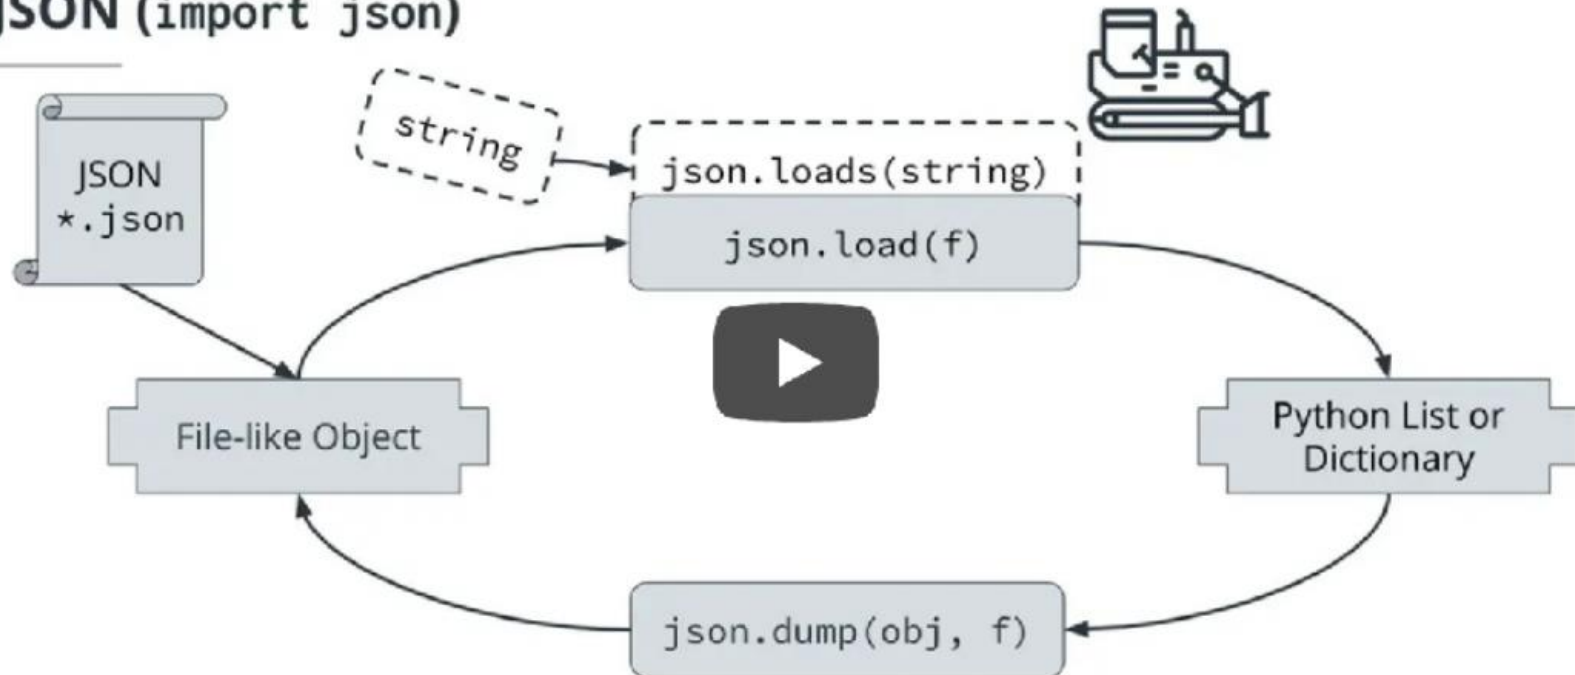 JSON (import json)
string
json.loads(string)
JSON
*.json
json.load(f)
File-like Object
Python List or
Dictionary
json.dump(obj, f)